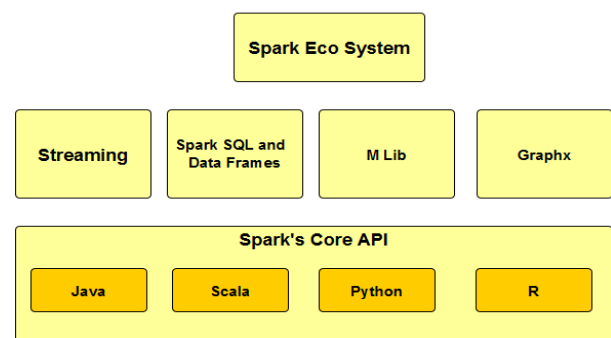 Spark Eco System
Streaming
Spark SQL and
Data Frames
M Lib
Graphx
Spark's Core API
Java
Scala
Python
R